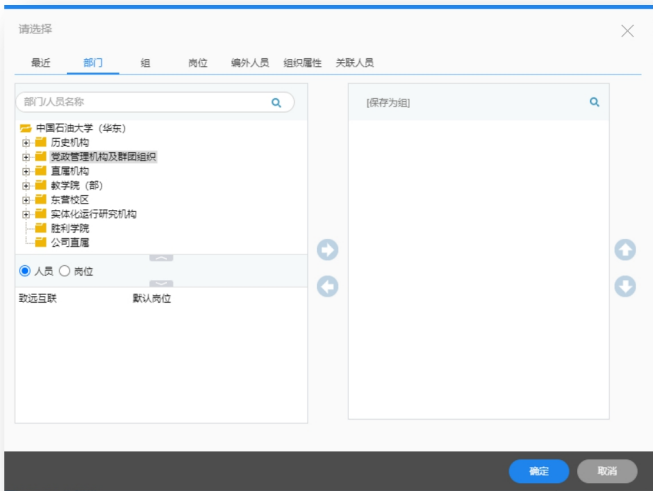 请选择
最近 部门 组 岗位 编外人员 组织属性 关联人员
部门/人员名称
[保存为组]
中国石油大学（华东）
历史机构
党政管理机构及群团组织
直属机构
教学院（部）
东营校区
实体化运行研究机构
胜利学院
公司直属
人员 岗位
致远互联 默认岗位
确定 取消